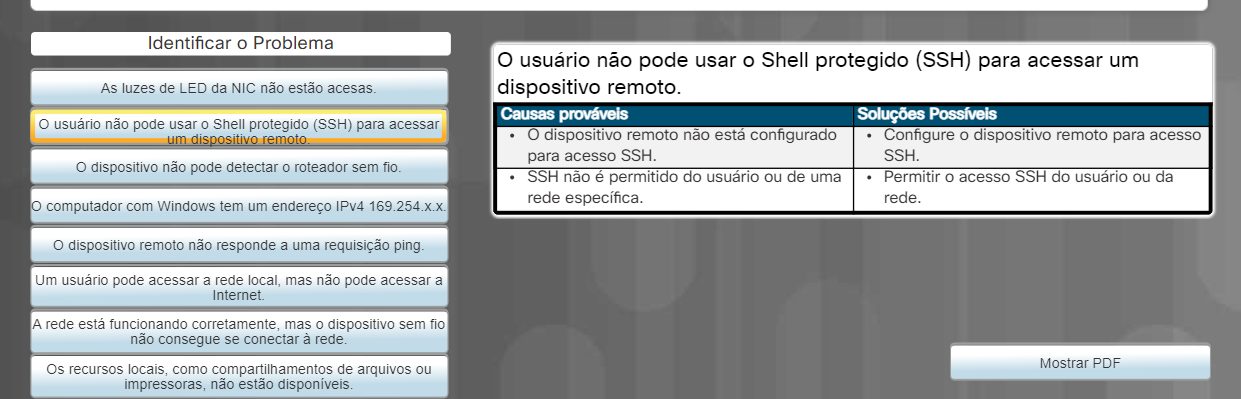 Identificar o Problema
As luzes de LED da NIC não estão acesas.
O usuário não pode usar o Shell protegido (SSH) para acessar
um dispositivo remoto.
O dispositivo não pode detectar o roteador sem fio.
O computador com Windows tem um endereço IPv4 169.254.x.x.
O dispositivo remoto não responde a uma requisição ping.
Um usuário pode acessar a rede local, mas não pode acessar a
Internet.
A rede está funcionando corretamente, mas o dispositivo sem fio
não consegue se conectar à rede.
Os recursos locais, como compartilhamentos de arquivos ou
impressoras, não estão disponíveis.
O usuário não pode usar o Shell protegido (SSH) para acessar um
dispositivo remoto.
Causas prováveis
Soluções Possíveis
• O dispositivo remoto não está configurado
para acesso SSH.
• Configure o dispositivo remoto para acesso
SSH.
• SSH não é permitido do usuário ou de uma
rede específica.
• Permitir o acesso SSH do usuário ou da
rede.
Mostrar PDF